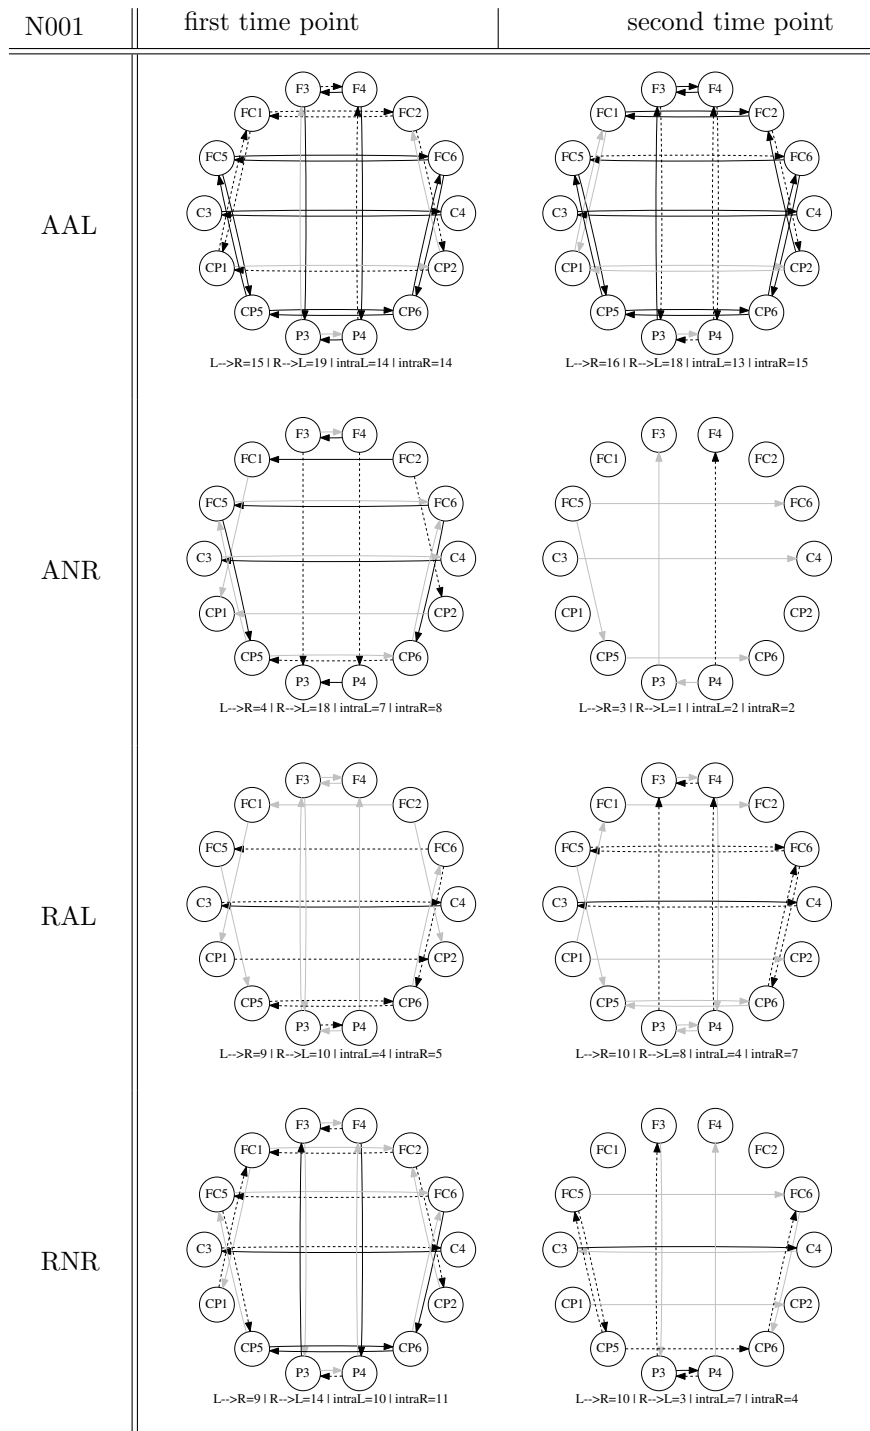 N001 first time point second time point
F3 F4 F3 F4
FC1 FC2 FC1 FC2
FC5 FC6 FC5 FC6
AAL C3 C4 C3 C4
CP1 CP2 CP1 CP2
CP5 CP6 CP5 CP6
P3 P4 P3 P4
L-->R=15 | R-->L=19 | intraL=14 | intraR=14 L-->R=16 | R-->L=18 | intraL=13 | intraR=15
F3 F4 F3 F4
FC1 FC2 FC1 FC2
FC5 FC6 FC5 FC6
ANR C3 C4 C3 C4
CP1 CP2 CP1 CP2
CP5 CP6 CP5 CP6
P3 P4 P3 P4
L-->R=4 | R-->L=18 | intraL=7 | intraR=8 L-->R=3 | R-->L=1 | intraL=2 | intraR=2
F3 F4 F3 F4
FC1 FC2 FC1 FC2
FC5 FC6 FC5 FC6
RAL C3 C4 C3 C4
CP1 CP2 CP1 CP2
CP5 CP6 CP5 CP6
P3 P4 P3 P4
L-->R=9 | R-->L=10 | intraL=4 | intraR=5 L-->R=10 | R-->L=8 | intraL=4 | intraR=7
F3 F4 F3 F4
FC1 FC2 FC1 FC2
FC5 FC6 FC5 FC6
RNR C3 C4 C3 C4
CP1 CP2 CP1 CP2
CP5 CP6 CP5 CP6
P3 P4 P3 P4
L-->R=9 | R-->L=14 | intraL=10 | intraR=11 L-->R=10 | R-->L=3 | intraL=7 | intraR=4